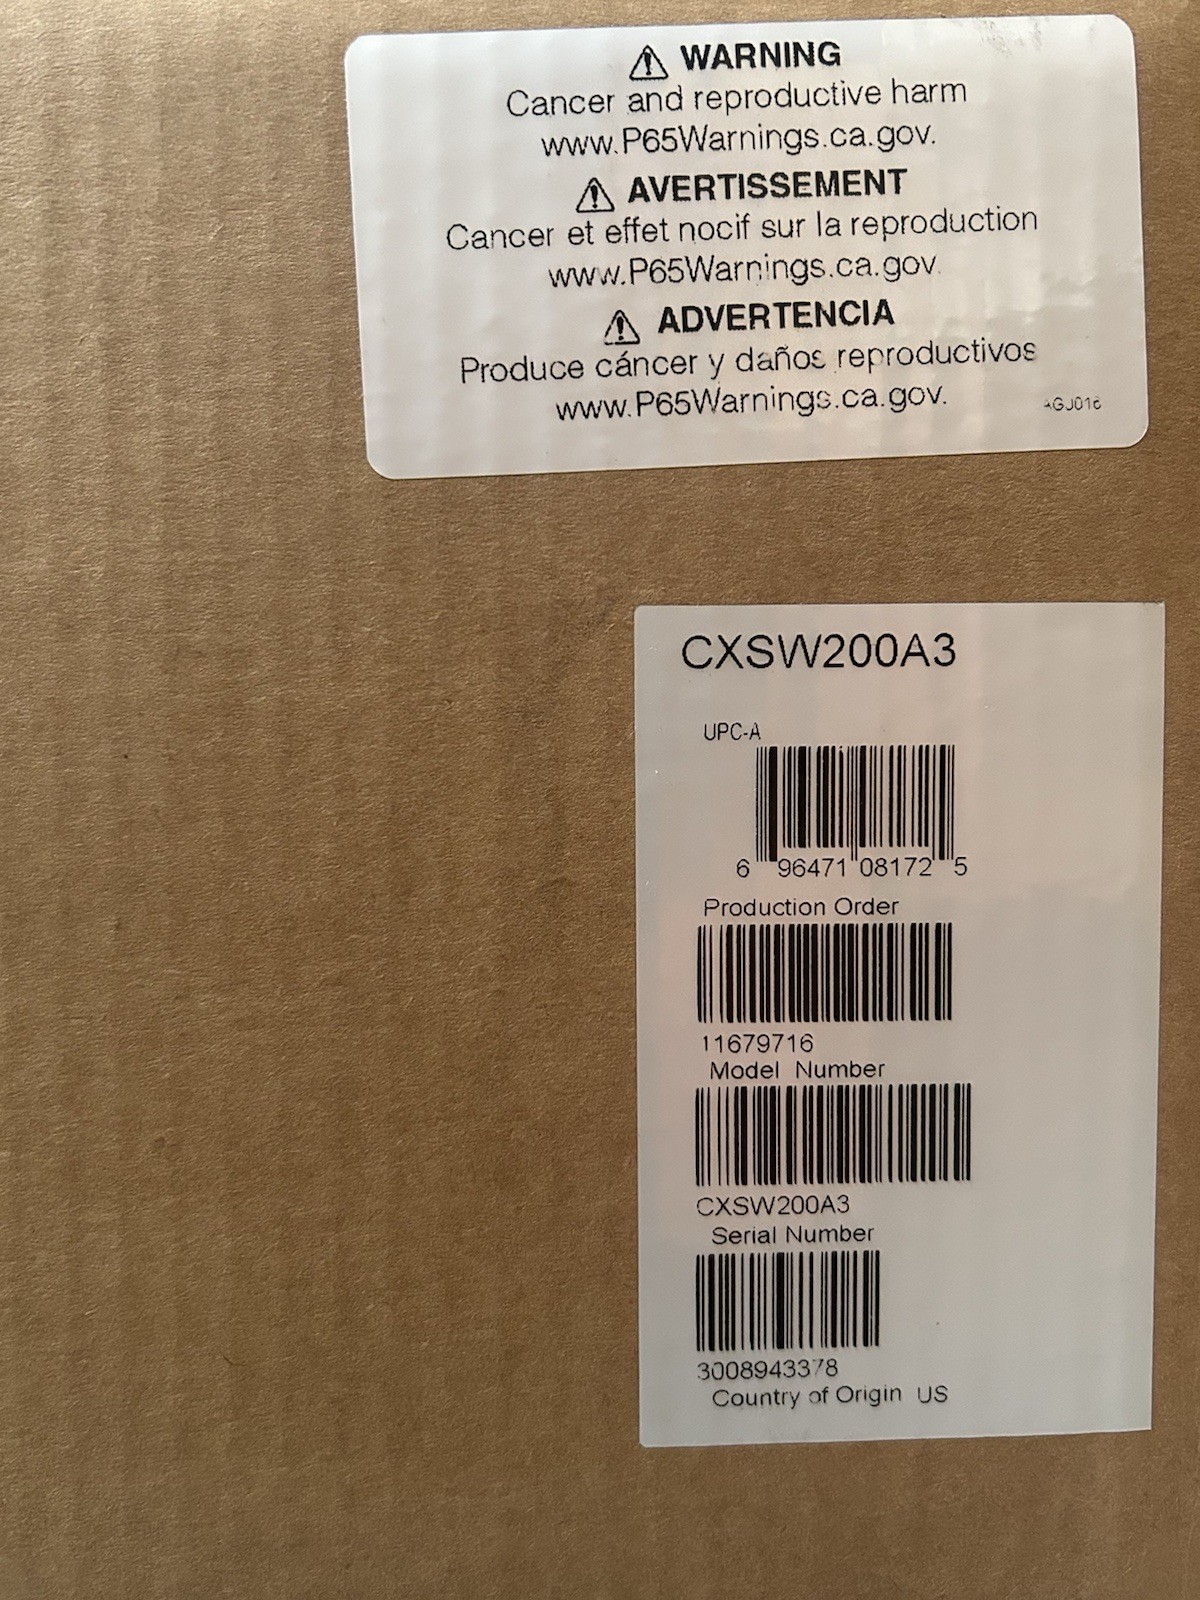 WARNING
Cancer and reproductive harm
www.P65Warnings.ca.gov.
AVERTISSEMENT
Cancer et effet nocif sur la reproduction
www.P65Warnings.ca.gov.
ADVERTENCIA
Produce cáncer y daños reproductivos
www.P65Warnings.ca.gov.
CXSW200A3
UPC-A
6 96471 08172 5
Production Order
11679716
Model Number
CXSW200A3
Serial Number
3008943378
Country of Origin US